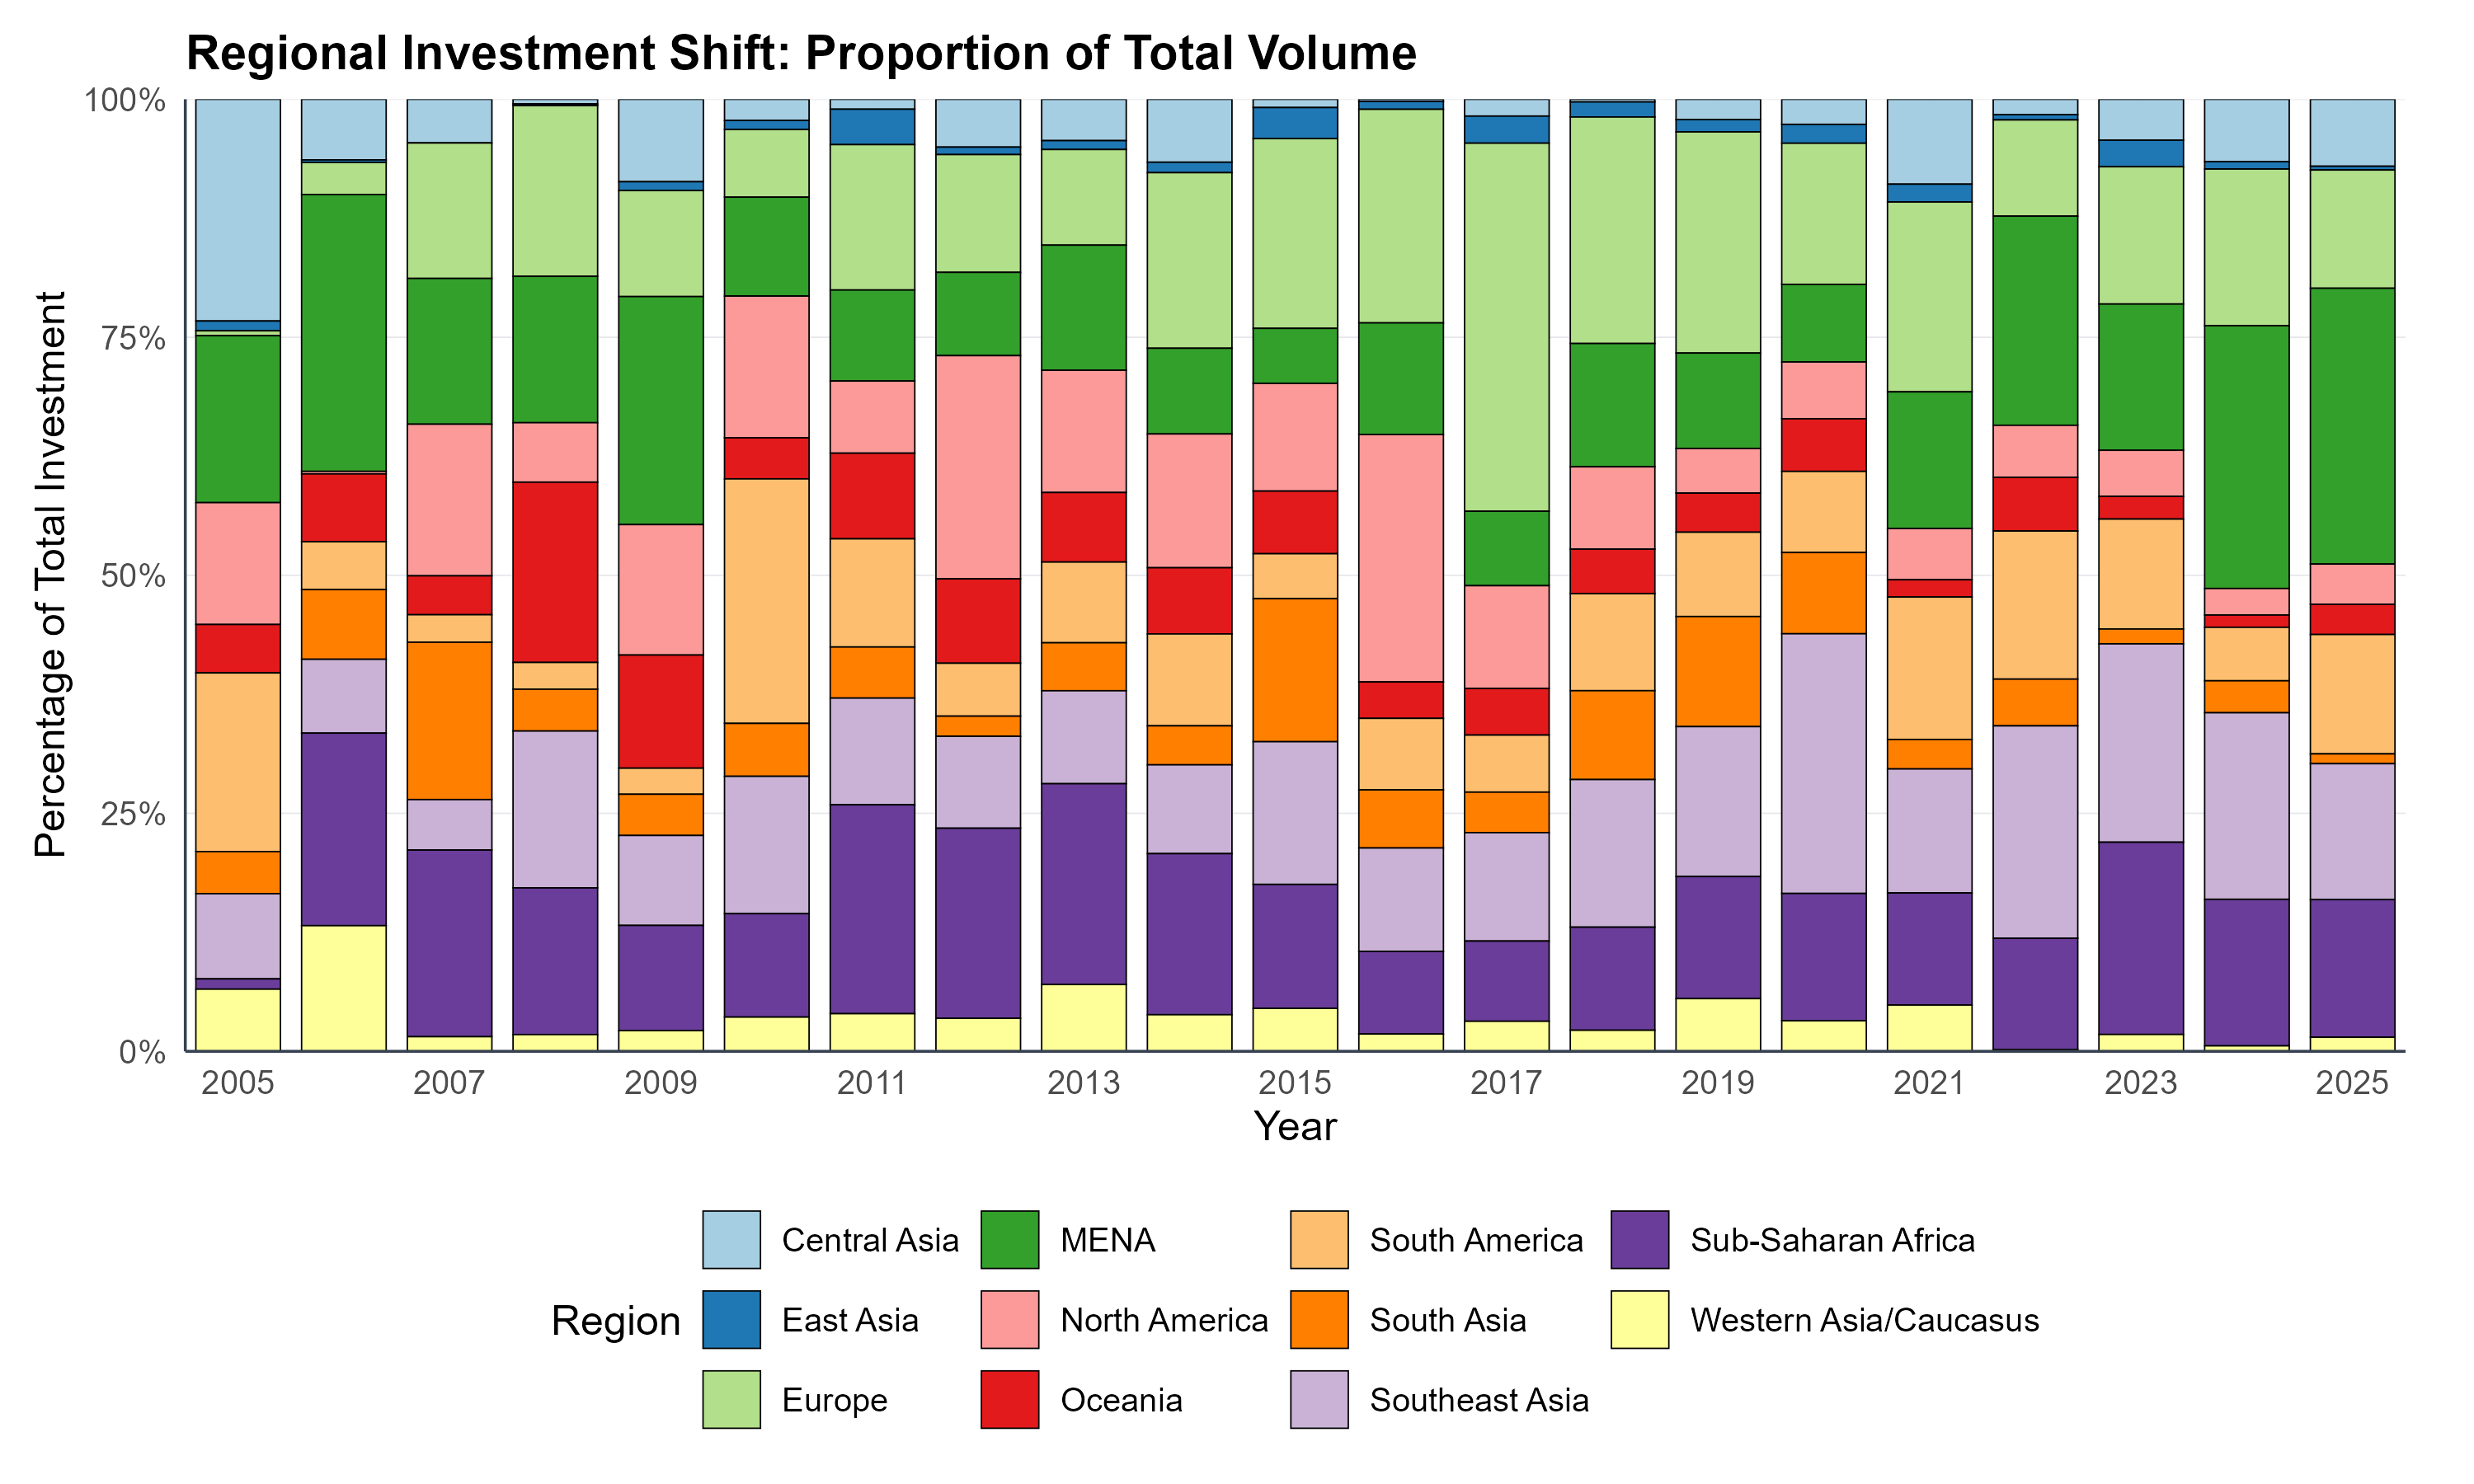 Regional Investment Shift: Proportion of Total Volume
100%
75%
50%
25%
0%
Percentage of Total Investment
2005 2007 2009 2011 2013 2015 2017 2019 2021 2023 2025
Year
Region
Central Asia
East Asia
Europe
MENA
North America
Oceania
South America
South Asia
Southeast Asia
Sub-Saharan Africa
Western Asia/Caucasus